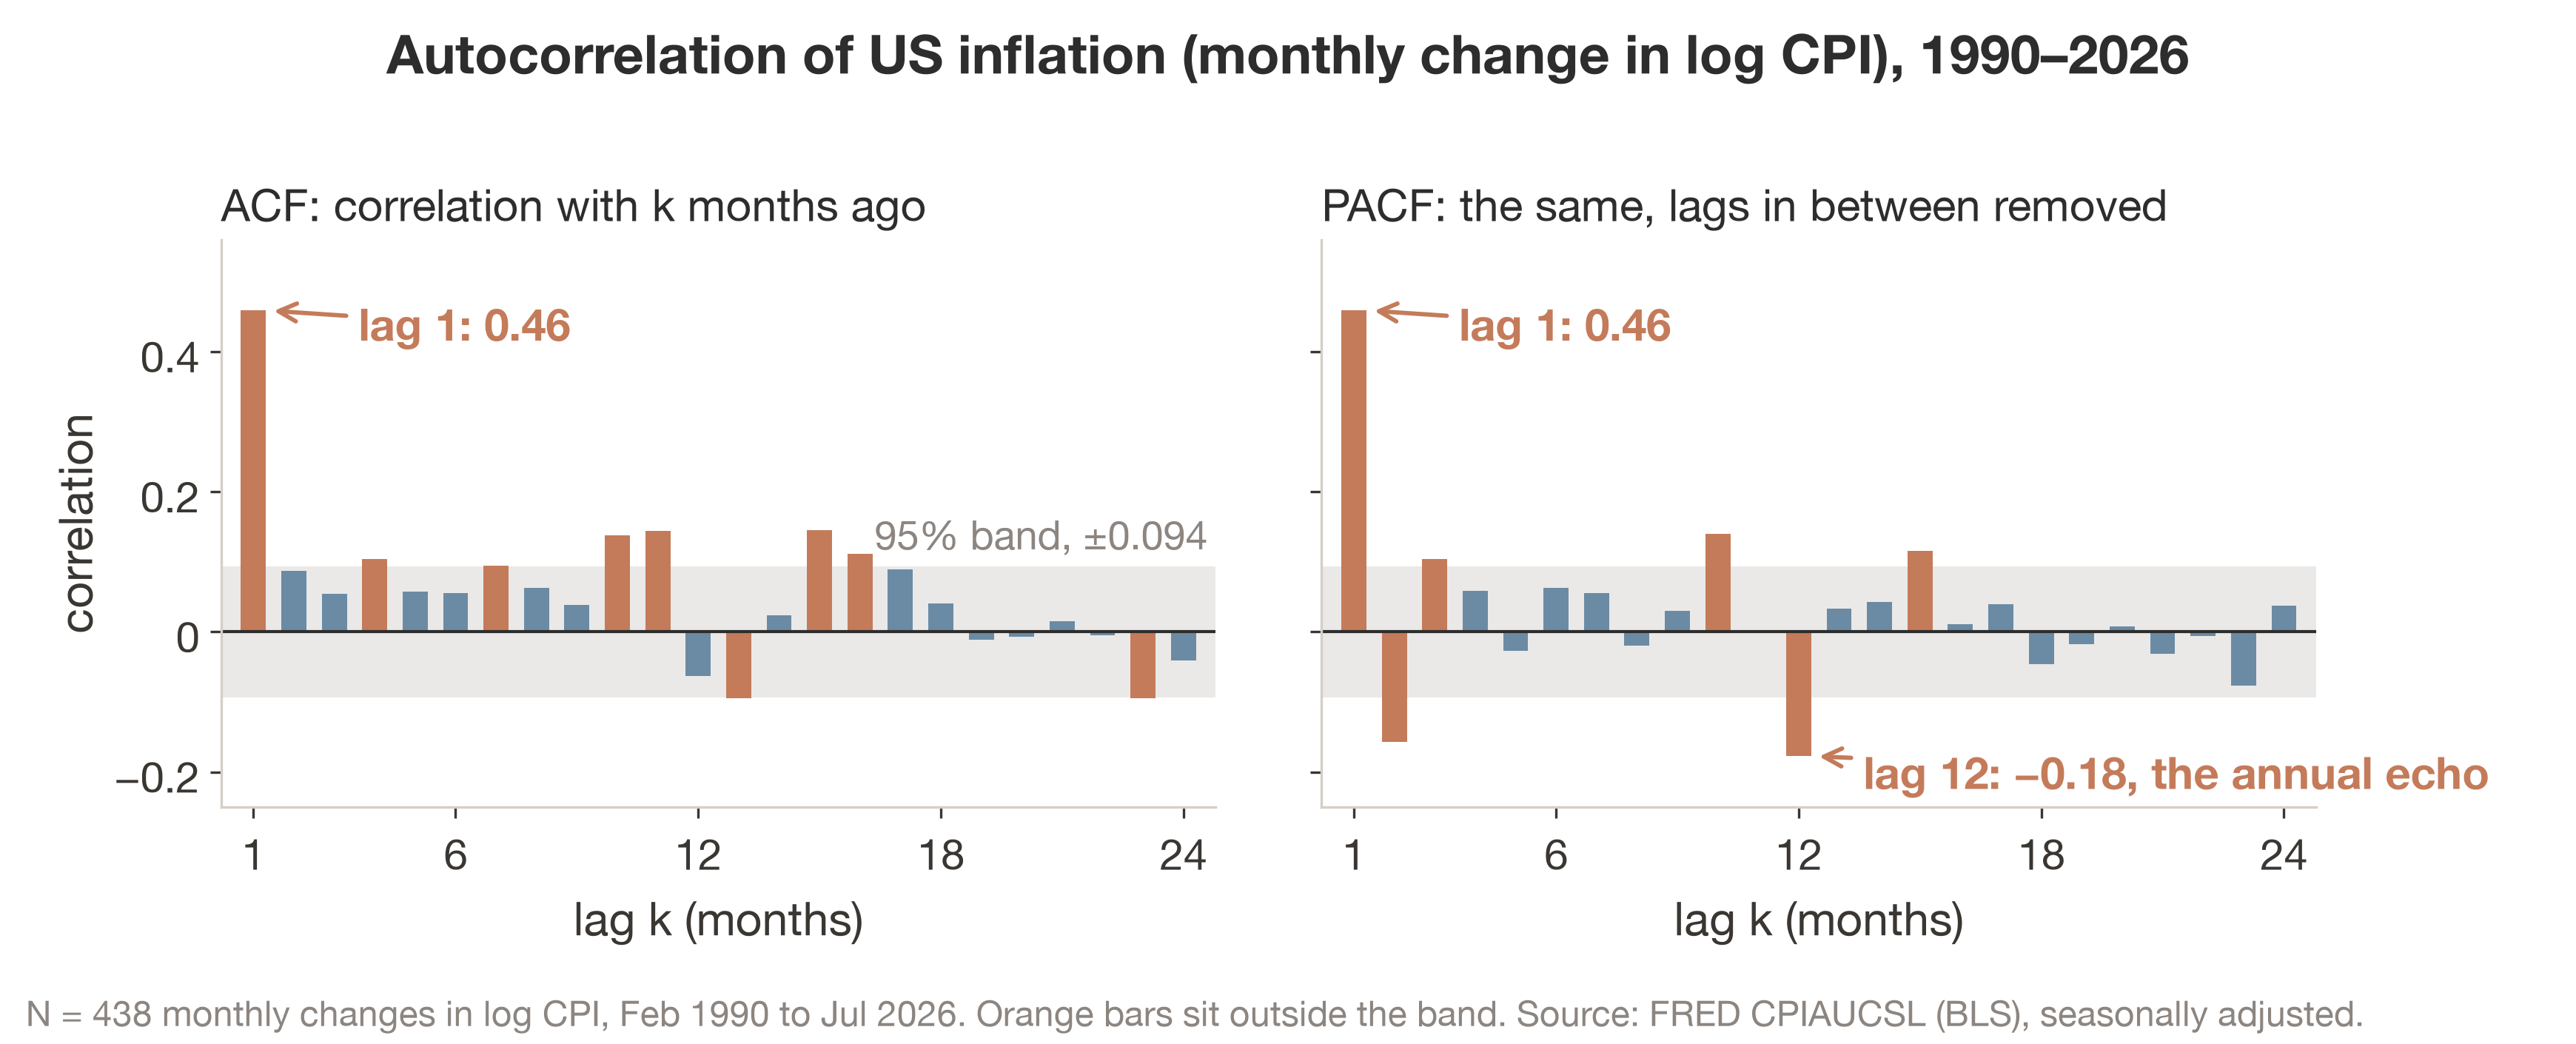 Autocorrelation of US inflation (monthly change in log CPI), 1990–2026
ACF: correlation with k months ago
lag 1: 0.46
95% band, ±0.094
correlation
0.4
0.2
0
−0.2
1 6 12 18 24
lag k (months)
PACF: the same, lags in between removed
lag 1: 0.46
lag 12: −0.18, the annual echo
1 6 12 18 24
lag k (months)
N = 438 monthly changes in log CPI, Feb 1990 to Jul 2026. Orange bars sit outside the band. Source: FRED CPIAUCSL (BLS), seasonally adjusted.